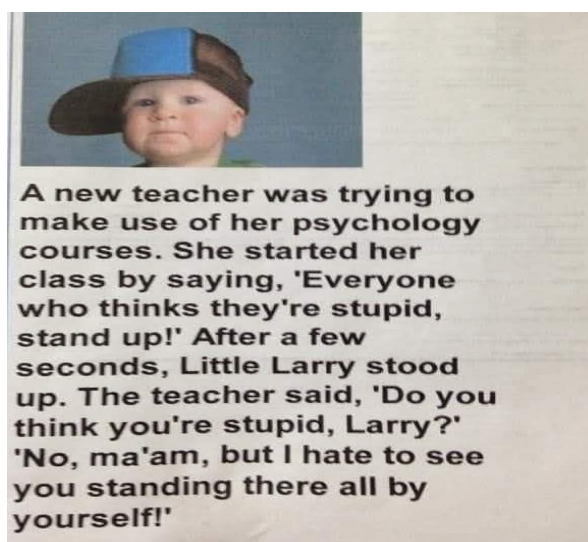 A new teacher was trying to
make use of her psychology
courses. She started her
class by saying, 'Everyone
who thinks they're stupid,
stand up!' After a few
seconds, Little Larry stood
up. The teacher said, 'Do you
think you're stupid, Larry?'
'No, ma'am, but I hate to see
you standing there all by
yourself!'